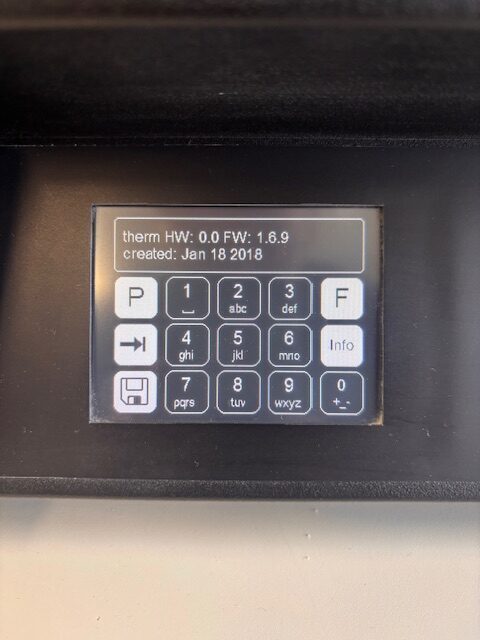 therm HW: 0.0 FW: 1.6.9
created: Jan 18 2018
P
1
2
abc
3
def
F
4
ghi
5
jkl
6
mno
Info
7
pqrs
8
tuv
9
wxyz
0
+_-